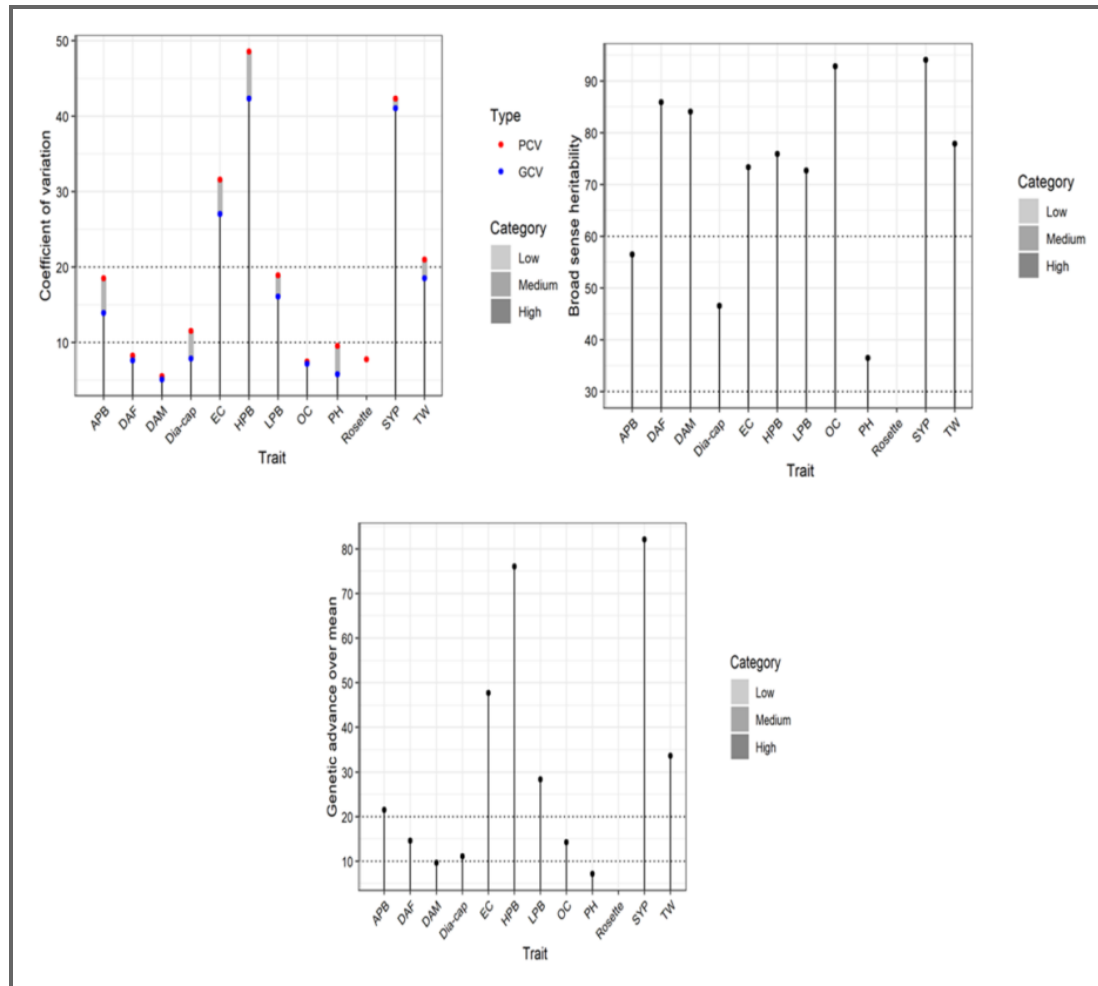 50
40
30
20
10
Coefficient of variation
APB
DAF
DAM
Dia-cap
EC
HPB
LPB
OC
PH
Rosette
SYP
TW
Trait
Type
PCV
GCV
Category
Low
Medium
High
90
80
70
60
50
40
30
Broad sense heritability
APB
DAF
DAM
Dia-cap
EC
HPB
LPB
OC
PH
Rosette
SYP
TW
Trait
Category
Low
Medium
High
80
70
60
50
40
30
20
10
Genetic advance over mean
APB
DAF
DAM
Dia-cap
EC
HPB
LPB
OC
PH
Rosette
SYP
TW
Trait
Category
Low
Medium
High